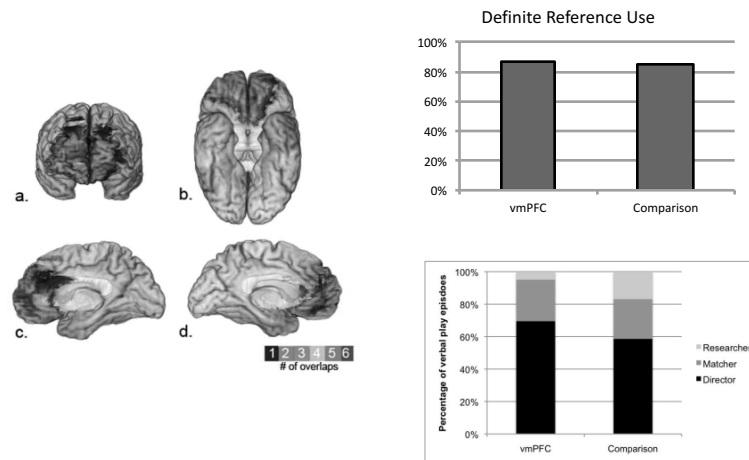 a.
b.
c.
d.
1 2 3 4 5 6
# of overlaps
Definite Reference Use
100%
80%
60%
40%
20%
0%
vmPFC
Comparison
Percentage of verbal play epsidoes
100%
80%
60%
40%
20%
0%
vmPFC
Comparison
Researcher
Matcher
Director